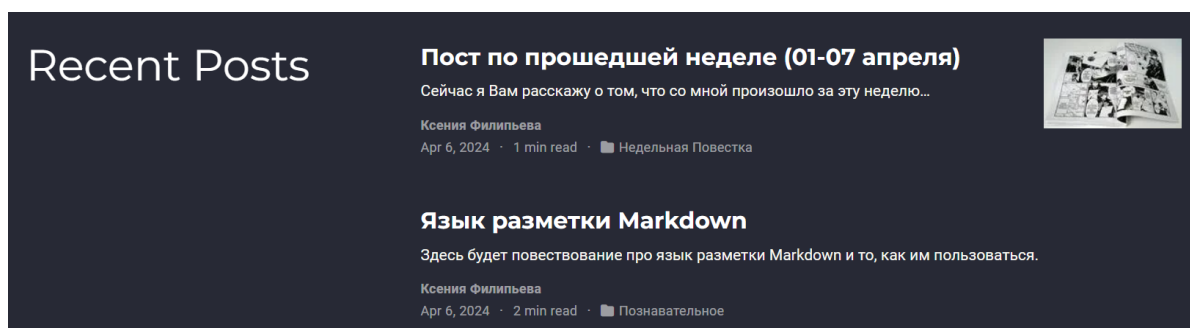 Recent Posts
Пост по прошедшей неделе (01-07 апреля)
Сейчас я Вам расскажу о том, что со мной произошло за эту неделю…
Ксения Филипьева
Apr 6, 2024 · 1 min read · Недельная Повестка
Язык разметки Markdown
Здесь будет повествование про язык разметки Markdown и то, как им пользоваться.
Ксения Филипьева
Apr 6, 2024 · 2 min read · Познавательное